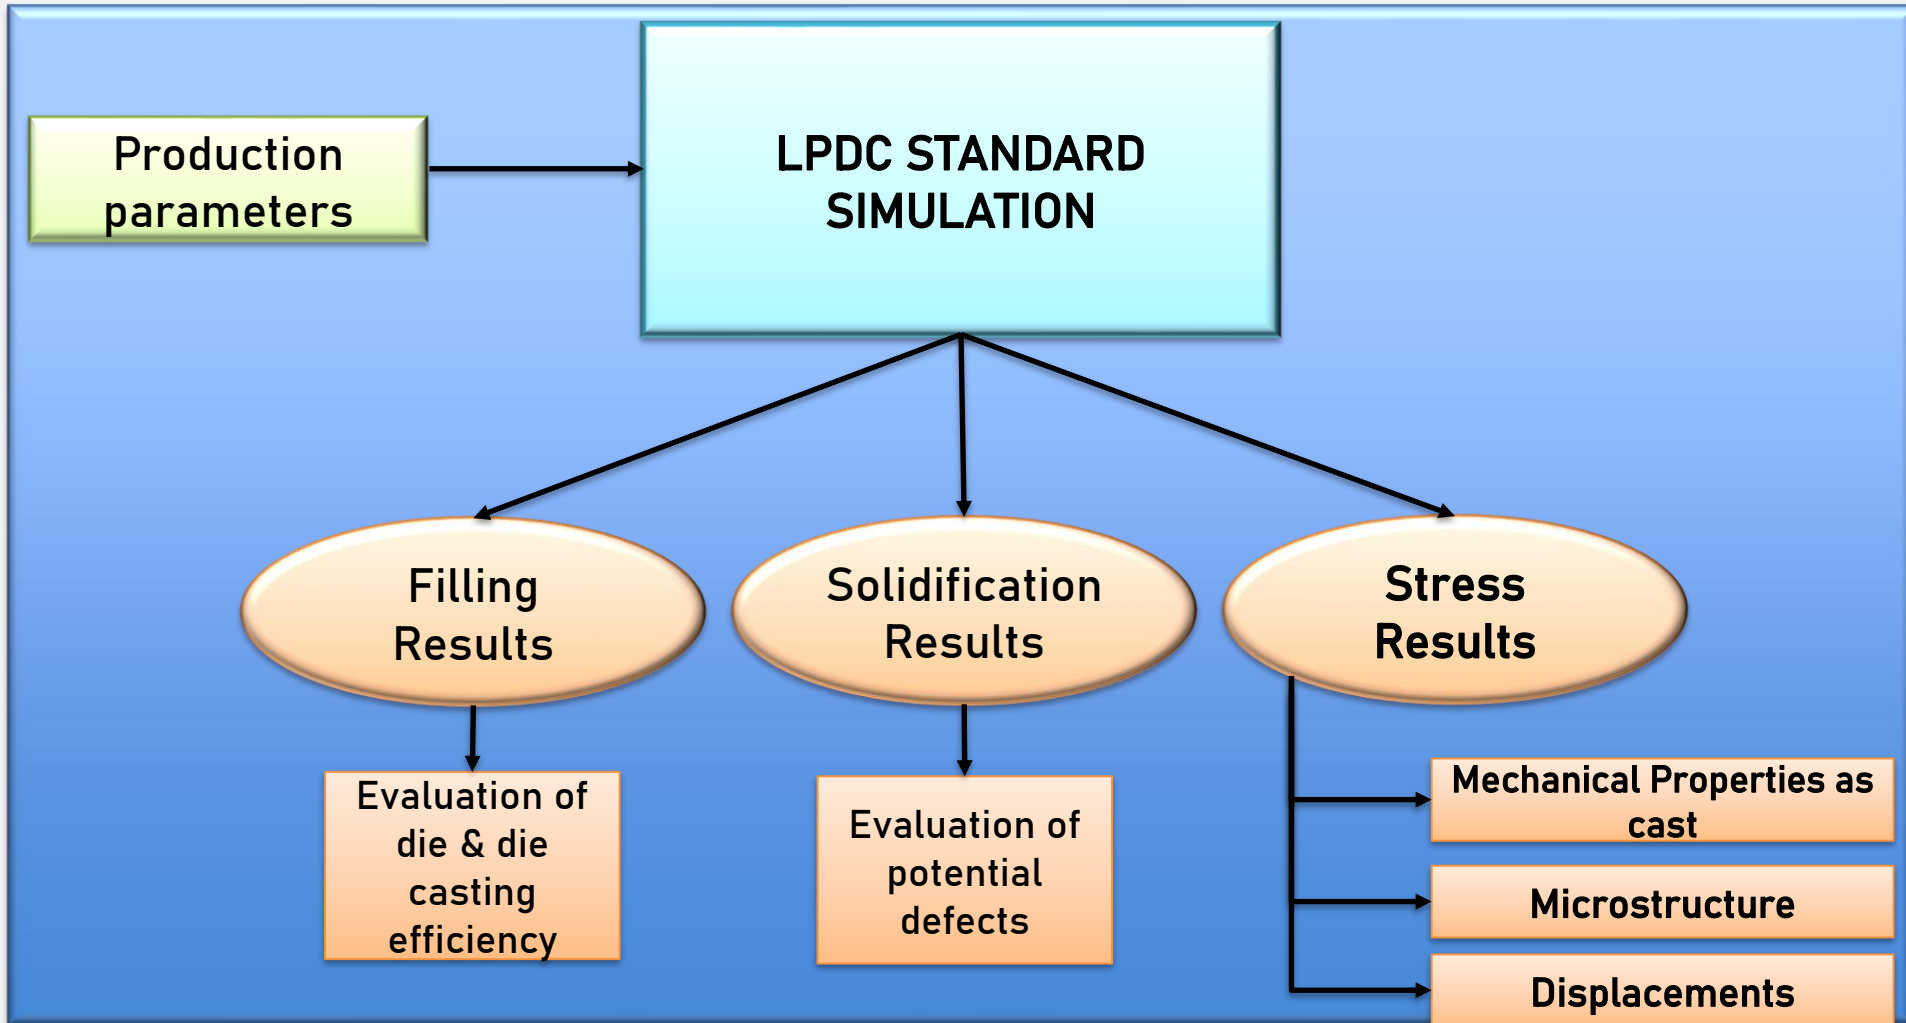 Production
parameters
LPDC STANDARD
SIMULATION
Filling
Results
Solidification
Results
Stress
Results
Evaluation of
die & die
casting
efficiency
Evaluation of
potential
defects
Mechanical Properties as
cast
Microstructure
Displacements